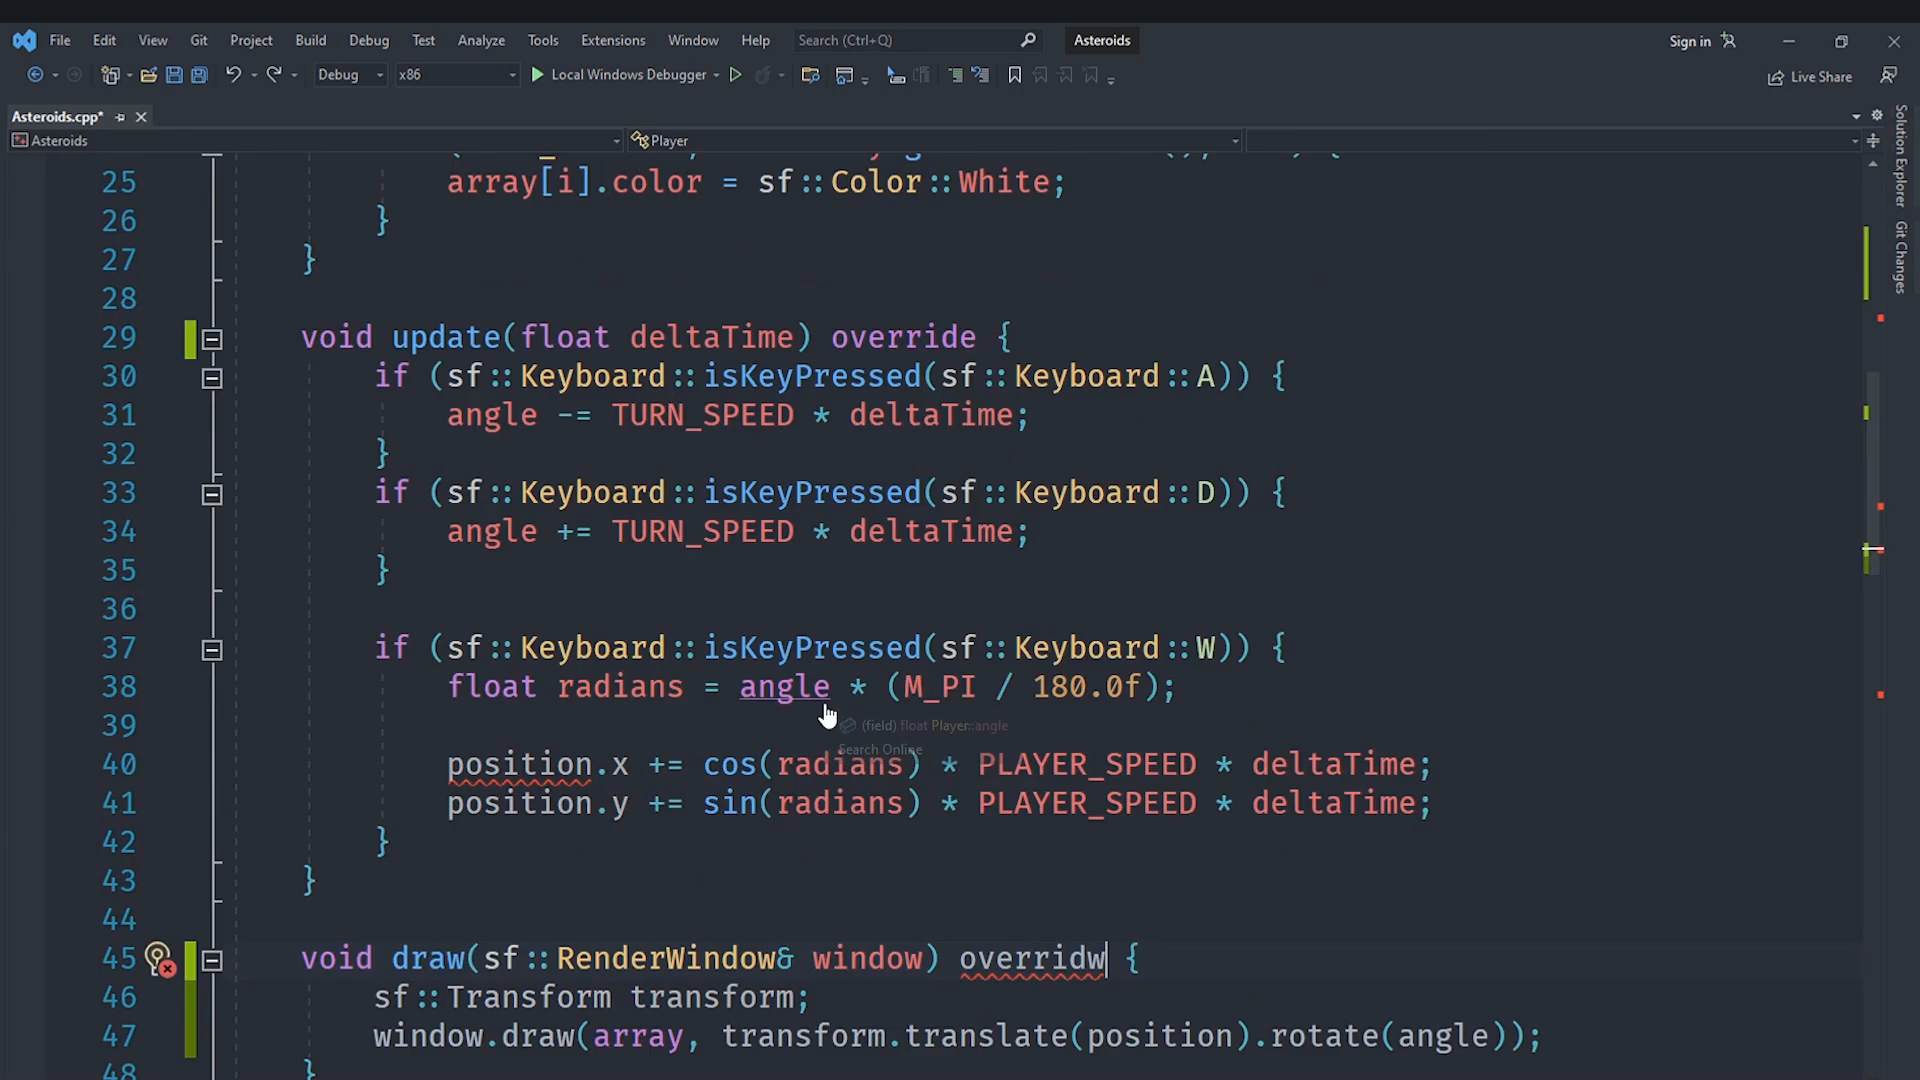 File Edit View Git Project Build Debug Test Analyze Tools Extensions Window Help Search (Ctrl+Q) Asteroids Sign in
Debug x86 Local Windows Debugger Live Share
Asteroids.cpp*
Asteroids Player
Solution Explorer
Git Changes
25 array[i].color = sf::Color::White;
26 }
27 }
28
29 void update(float deltaTime) override {
30 if (sf::Keyboard::isKeyPressed(sf::Keyboard::A)) {
31 angle -= TURN_SPEED * deltaTime;
32 }
33 if (sf::Keyboard::isKeyPressed(sf::Keyboard::D)) {
34 angle += TURN_SPEED * deltaTime;
35 }
36
37 if (sf::Keyboard::isKeyPressed(sf::Keyboard::W)) {
38 float radians = angle * (M_PI / 180.0f);
39 (field) float Player::angle
Search Online
40 position.x += cos(radians) * PLAYER_SPEED * deltaTime;
41 position.y += sin(radians) * PLAYER_SPEED * deltaTime;
42 }
43 }
44
45 void draw(sf::RenderWindow& window) overridw {
46 sf::Transform transform;
47 window.draw(array, transform.translate(position).rotate(angle));
48 }